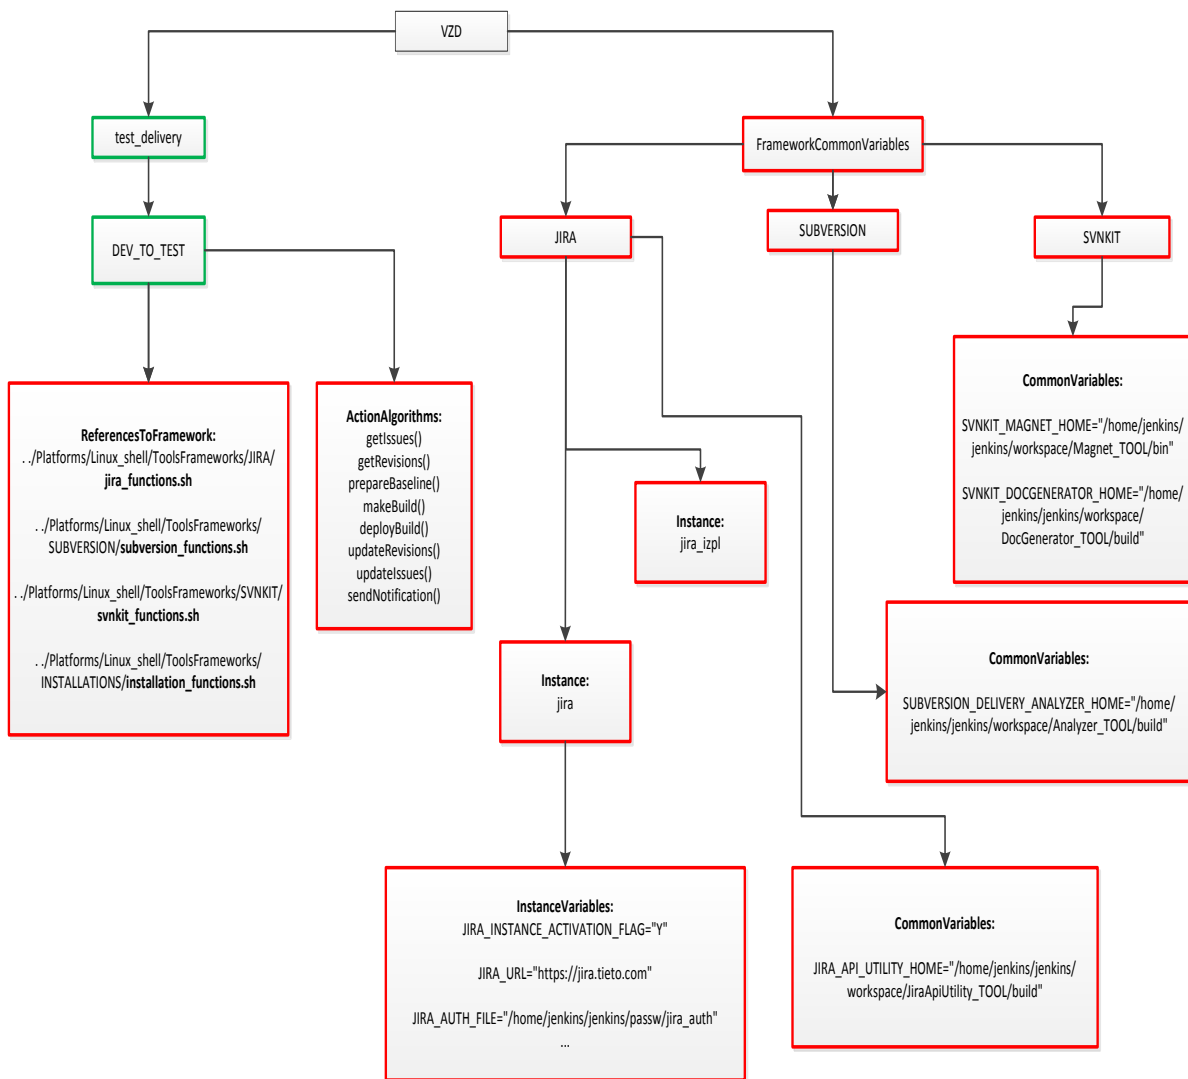 VZD
test_delivery
FrameworkCommonVariables
DEV_TO_TEST
JIRA
SUBVERSION
SVNKIT
ReferencesToFramework:
. ./Platforms/Linux_shell/ToolsFrameworks/JIRA/
jira_functions.sh
. ./Platforms/Linux_shell/ToolsFrameworks/
SUBVERSION/subversion_functions.sh
. ./Platforms/Linux_shell/ToolsFrameworks/SVNKIT/
svnkit_functions.sh
. ./Platforms/Linux_shell/ToolsFrameworks/
INSTALLATIONS/installation_functions.sh
ActionAlgorithms:
getIssues()
getRevisions()
prepareBaseline()
makeBuild()
deployBuild()
updateRevisions()
updateIssues()
sendNotification()
Instance:
jira_izpl
CommonVariables:
SVNKIT_MAGNET_HOME="/home/jenkins/
jenkins/workspace/Magnet_TOOL/bin"
SVNKIT_DOCGENERATOR_HOME="/home/
jenkins/jenkins/workspace/
DocGenerator_TOOL/build"
Instance:
jira
CommonVariables:
SUBVERSION_DELIVERY_ANALYZER_HOME="/home/
jenkins/jenkins/workspace/Analyzer_TOOL/build"
InstanceVariables:
JIRA_INSTANCE_ACTIVATION_FLAG="Y"
JIRA_URL="https://jira.tieto.com"
JIRA_AUTH_FILE="/home/jenkins/jenkins/passw/jira_auth"
...
CommonVariables:
JIRA_API_UTILITY_HOME="/home/jenkins/jenkins/
workspace/JiraApiUtility_TOOL/build"